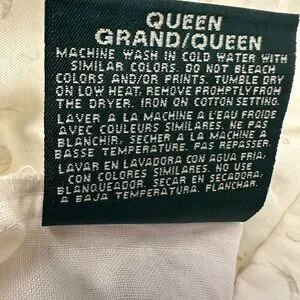 QUEEN
GRAND/QUEEN
MACHINE WASH IN COLD WATER WITH
SIMILAR COLORS. DO NOT BLEACH
COLORS AND/OR PRINTS. TUMBLE DRY
ON LOW HEAT. REMOVE PROMPTLY FROM
THE DRYER. IRON ON COTTON SETTING.
LAVER A LA MACHINE A L'EAU FROIDE
AVEC COULEURS SIMILAIRES. NE PAS
BLANCHIR. SECHER A LA MACHINE A
BASSE TEMPERATURE. PAS REPASSER.
LAVAR EN LAVADORA CON AGUA FRIA,
CON COLORES SIMILARES. NO USE
BLANQUEADOR. SECAR EN SECADORA,
A BAJA TEMPERATURA. PLANCHAR.